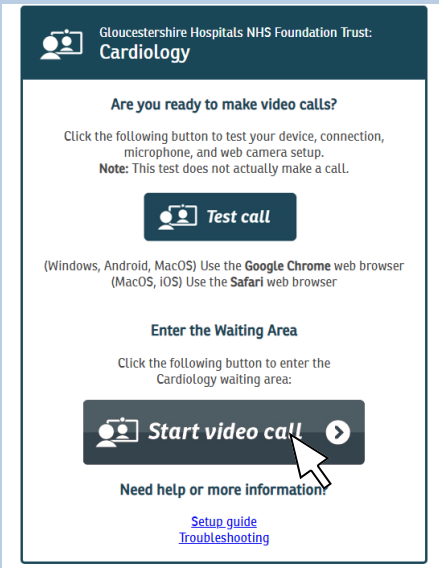 Gloucestershire Hospitals NHS Foundation Trust:
Cardiology
Are you ready to make video calls?
Click the following button to test your device, connection,
microphone, and web camera setup.
Note: This test does not actually make a call.
Test call
(Windows, Android, MacOS) Use the Google Chrome web browser
(MacOS, iOS) Use the Safari web browser
Enter the Waiting Area
Click the following button to enter the
Cardiology waiting area:
Start video call
Need help or more information?
Setup guide
Troubleshooting